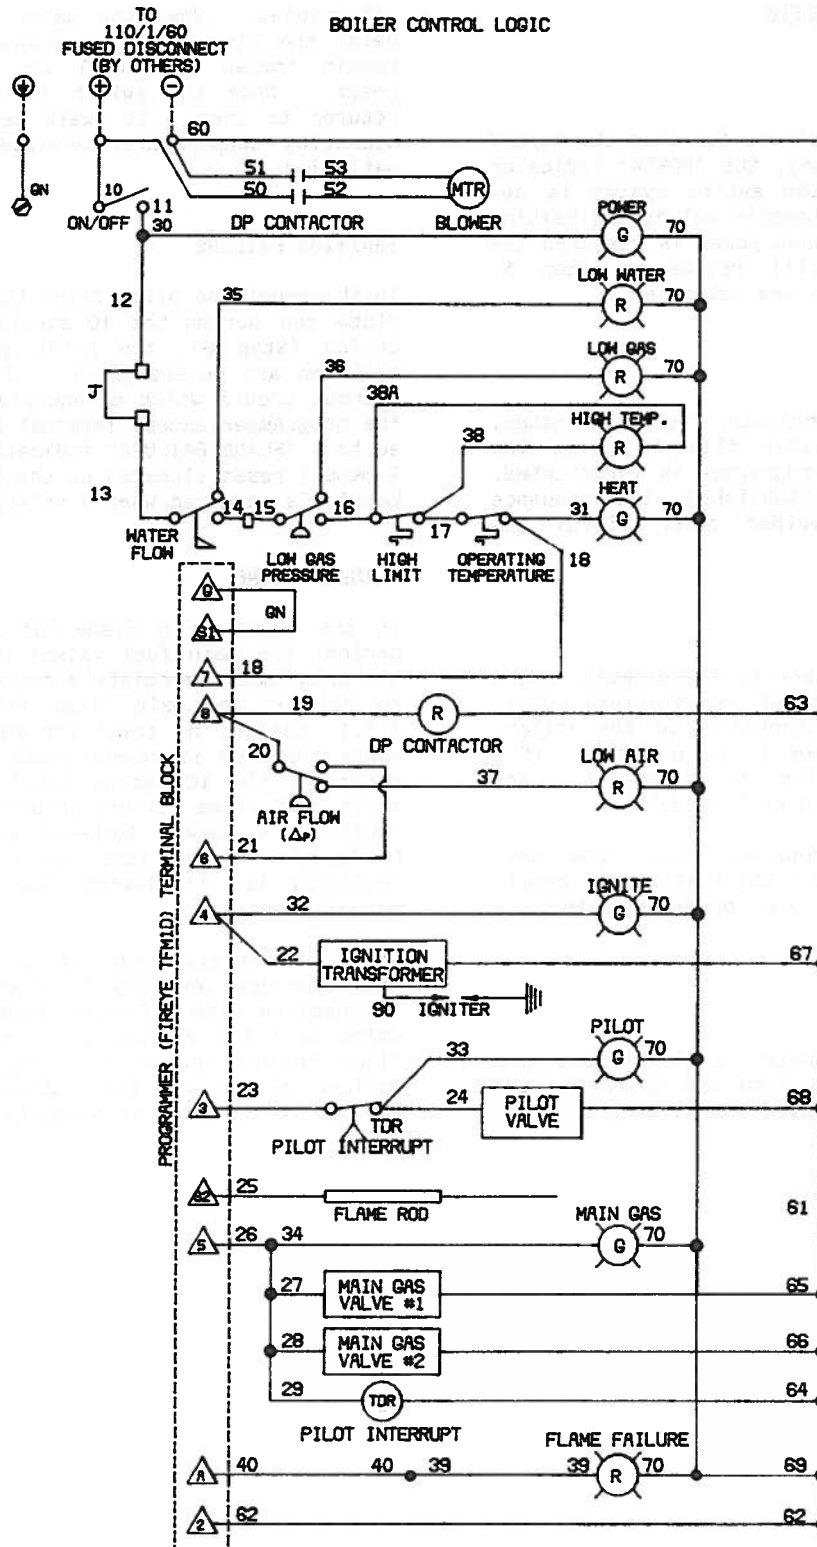 TO
110/1/60
FUSED DISCONNECT
(BY OTHERS)
BOILER CONTROL LOGIC
+
-
60
GN
10
11
ON/OFF
30
51
53
50
52
DP CONTACTOR
MTR
BLOWER
POWER
G
70
12
35
LOW WATER
R
70
36
LOW GAS
R
70
J
38A
HIGH TEMP.
R
38
13
HEAT
14
15
16
17
31
G
70
WATER
FLOW
LOW GAS
PRESSURE
HIGH
LIMIT
OPERATING
TEMPERATURE
18
PROGRAMMER (FIREYE TFM1D) TERMINAL BLOCK
G
GN
S1
7
18
8
19
R
63
DP CONTACTOR
20
LOW AIR
37
R
70
AIR FLOW
(ΔP)
6
21
IGNITE
4
32
G
70
22
IGNITION
TRANSFORMER
67
90
IGNITER
PILOT
33
G
70
3
23
24
PILOT
VALVE
68
TDR
PILOT INTERRUPT
S2
25
FLAME ROD
61
MAIN GAS
5
26
34
G
70
27
MAIN GAS
VALVE #1
65
28
MAIN GAS
VALVE #2
66
29
TDR
64
PILOT INTERRUPT
FLAME FAILURE
A
40
40
39
39
R
70
69
2
62
62